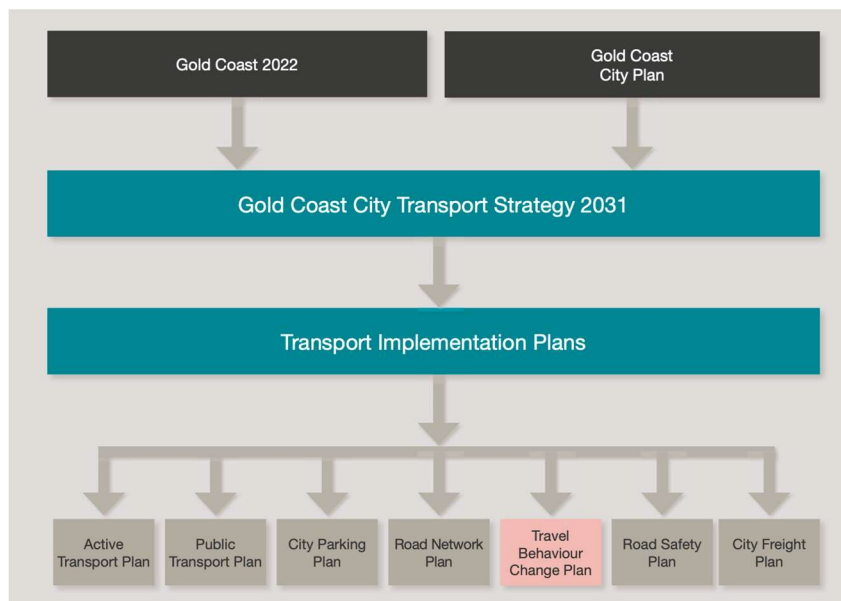 Gold Coast 2022
Gold Coast
City Plan
Gold Coast City Transport Strategy 2031
Transport Implementation Plans
Active
Transport Plan
Public
Transport Plan
City Parking
Plan
Road Network
Plan
Travel
Behaviour
Change Plan
Road Safety
Plan
City Freight
Plan